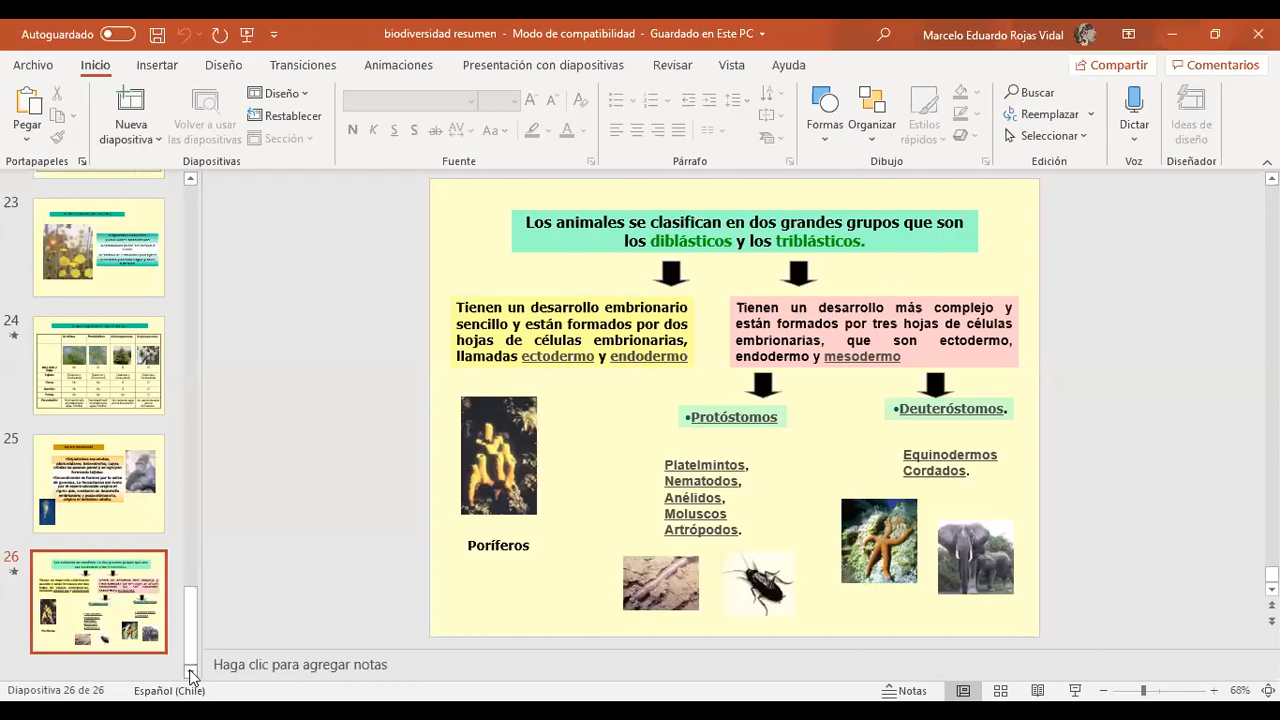 Autoguardado
biodiversidad resumen - Modo de compatibilidad - Guardado en Este PC
Marcelo Eduardo Rojas Vidal
Archivo Inicio Insertar Diseño Transiciones Animaciones Presentación con diapositivas Revisar Vista Ayuda
Compartir Comentarios
Pegar
Portapapeles
Nueva
diapositiva
Volver a usar
las diapositivas
Diseño
Restablecer
Sección
Diapositivas
N K S S ab AV Aa A
Fuente
Párrafo
Formas
Organizar
Estilos
rápidos
Dibujo
Buscar
Reemplazar
Seleccionar
Edición
Dictar
Voz
Ideas de
diseño
Diseñador
23
24
25
26
Los animales se clasifican en dos grandes grupos que son
los diblásticos y los triblásticos.
Tienen un desarrollo embrionario
sencillo y están formados por dos
hojas de células embrionarias,
llamadas ectodermo y endodermo
Tienen un desarrollo más complejo y
están formados por tres hojas de células
embrionarias, que son ectodermo,
endodermo y mesodermo
•Protóstomos
•Deuteróstomos.
Platelmintos,
Nematodos,
Anélidos,
Moluscos
Artrópodos.
Equinodermos
Cordados.
Poríferos
Haga clic para agregar notas
Diapositiva 26 de 26 Español (Chile) Notas 68%